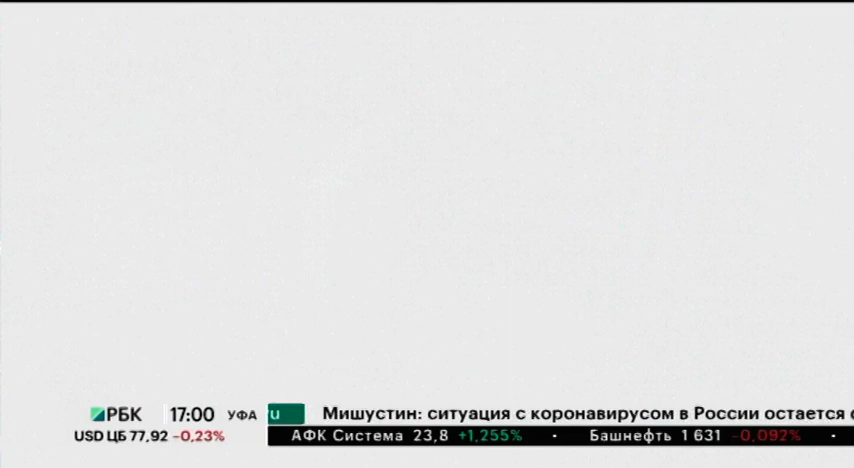 РБК 17:00 УФА ru Мишустин: ситуация с коронавирусом в России остается
USD ЦБ 77,92 −0,23% АФК Система 23,8 +1,255% · Башнефть 1 631 −0,092% ·